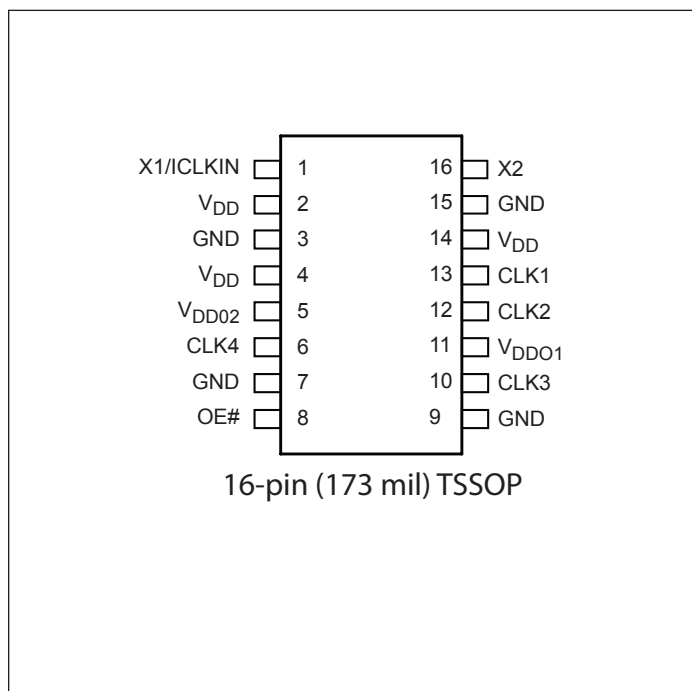 X1/ICLKIN 1 16 X2
VDD 2 15 GND
GND 3 14 VDD
VDD 4 13 CLK1
VDD02 5 12 CLK2
CLK4 6 11 VDDO1
GND 7 10 CLK3
OE# 8 9 GND
16-pin (173 mil) TSSOP